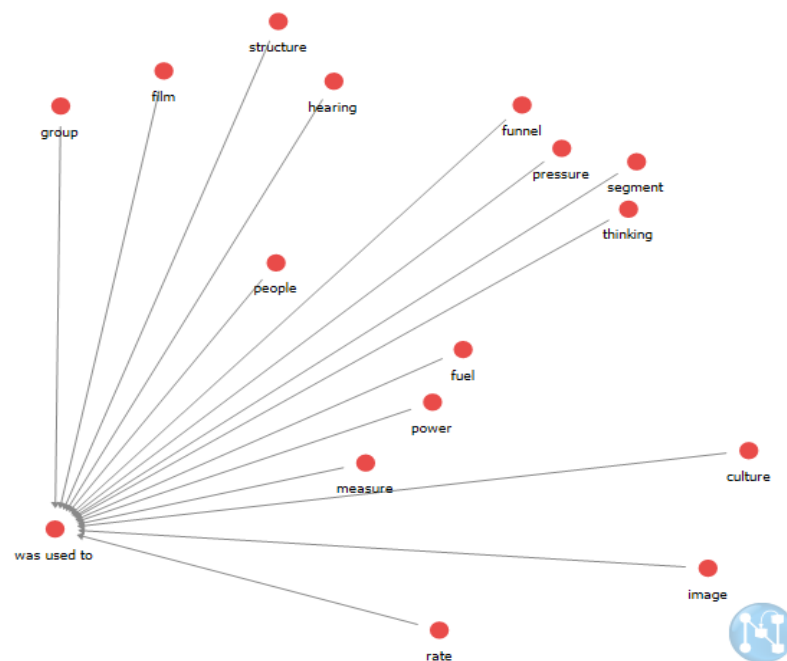 structure
film
hearing
group
funnel
pressure
segment
thinking
people
fuel
power
measure
culture
was used to
image
rate